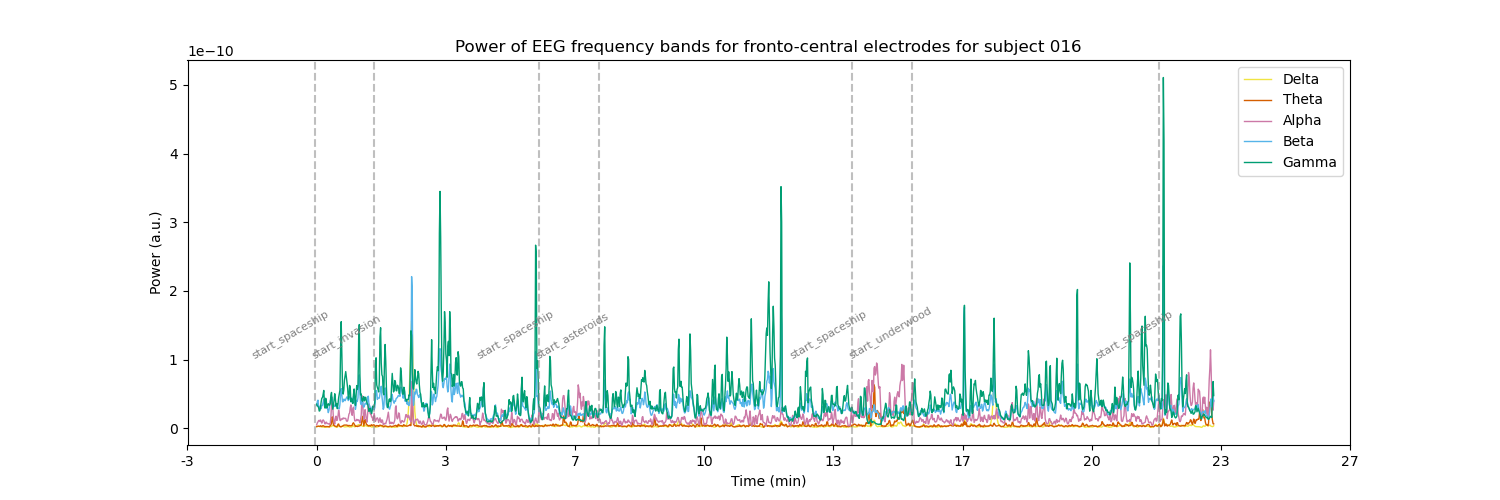 Power of EEG frequency bands for fronto-central electrodes for subject 016
1e−10
Delta
Theta
Alpha
Beta
Gamma
5
4
3
2
1
0
Power (a.u.)
start_spaceship
start_invasion
start_spaceship
start_asteroids
start_spaceship
start_underwood
start_spaceship
-3
0
3
7
10
13
17
20
23
27
Time (min)